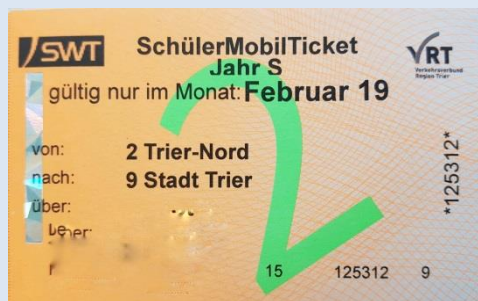 SWT
SchülerMobilTicket
Jahr S
VRT
Verkehrsverbund
Region Trier
gültig nur im Monat: Februar 19
2
von: 2 Trier-Nord
nach: 9 Stadt Trier
über:
15 125312 9
*125312*